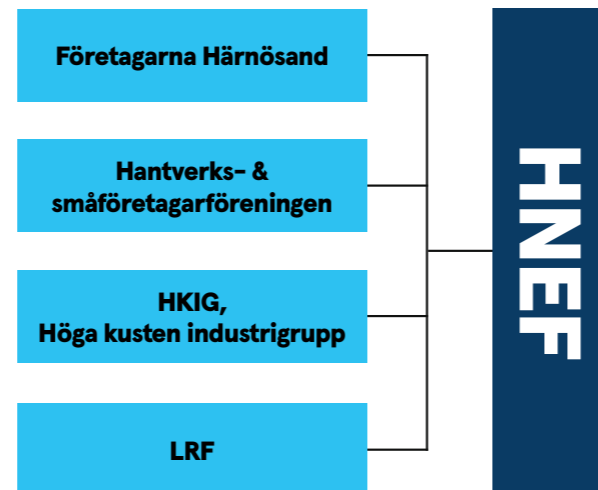 Företagarna Härnösand
Hantverks- &
småföretagarföreningen
HKIG,
Höga kusten industrigrupp
LRF
HNEF